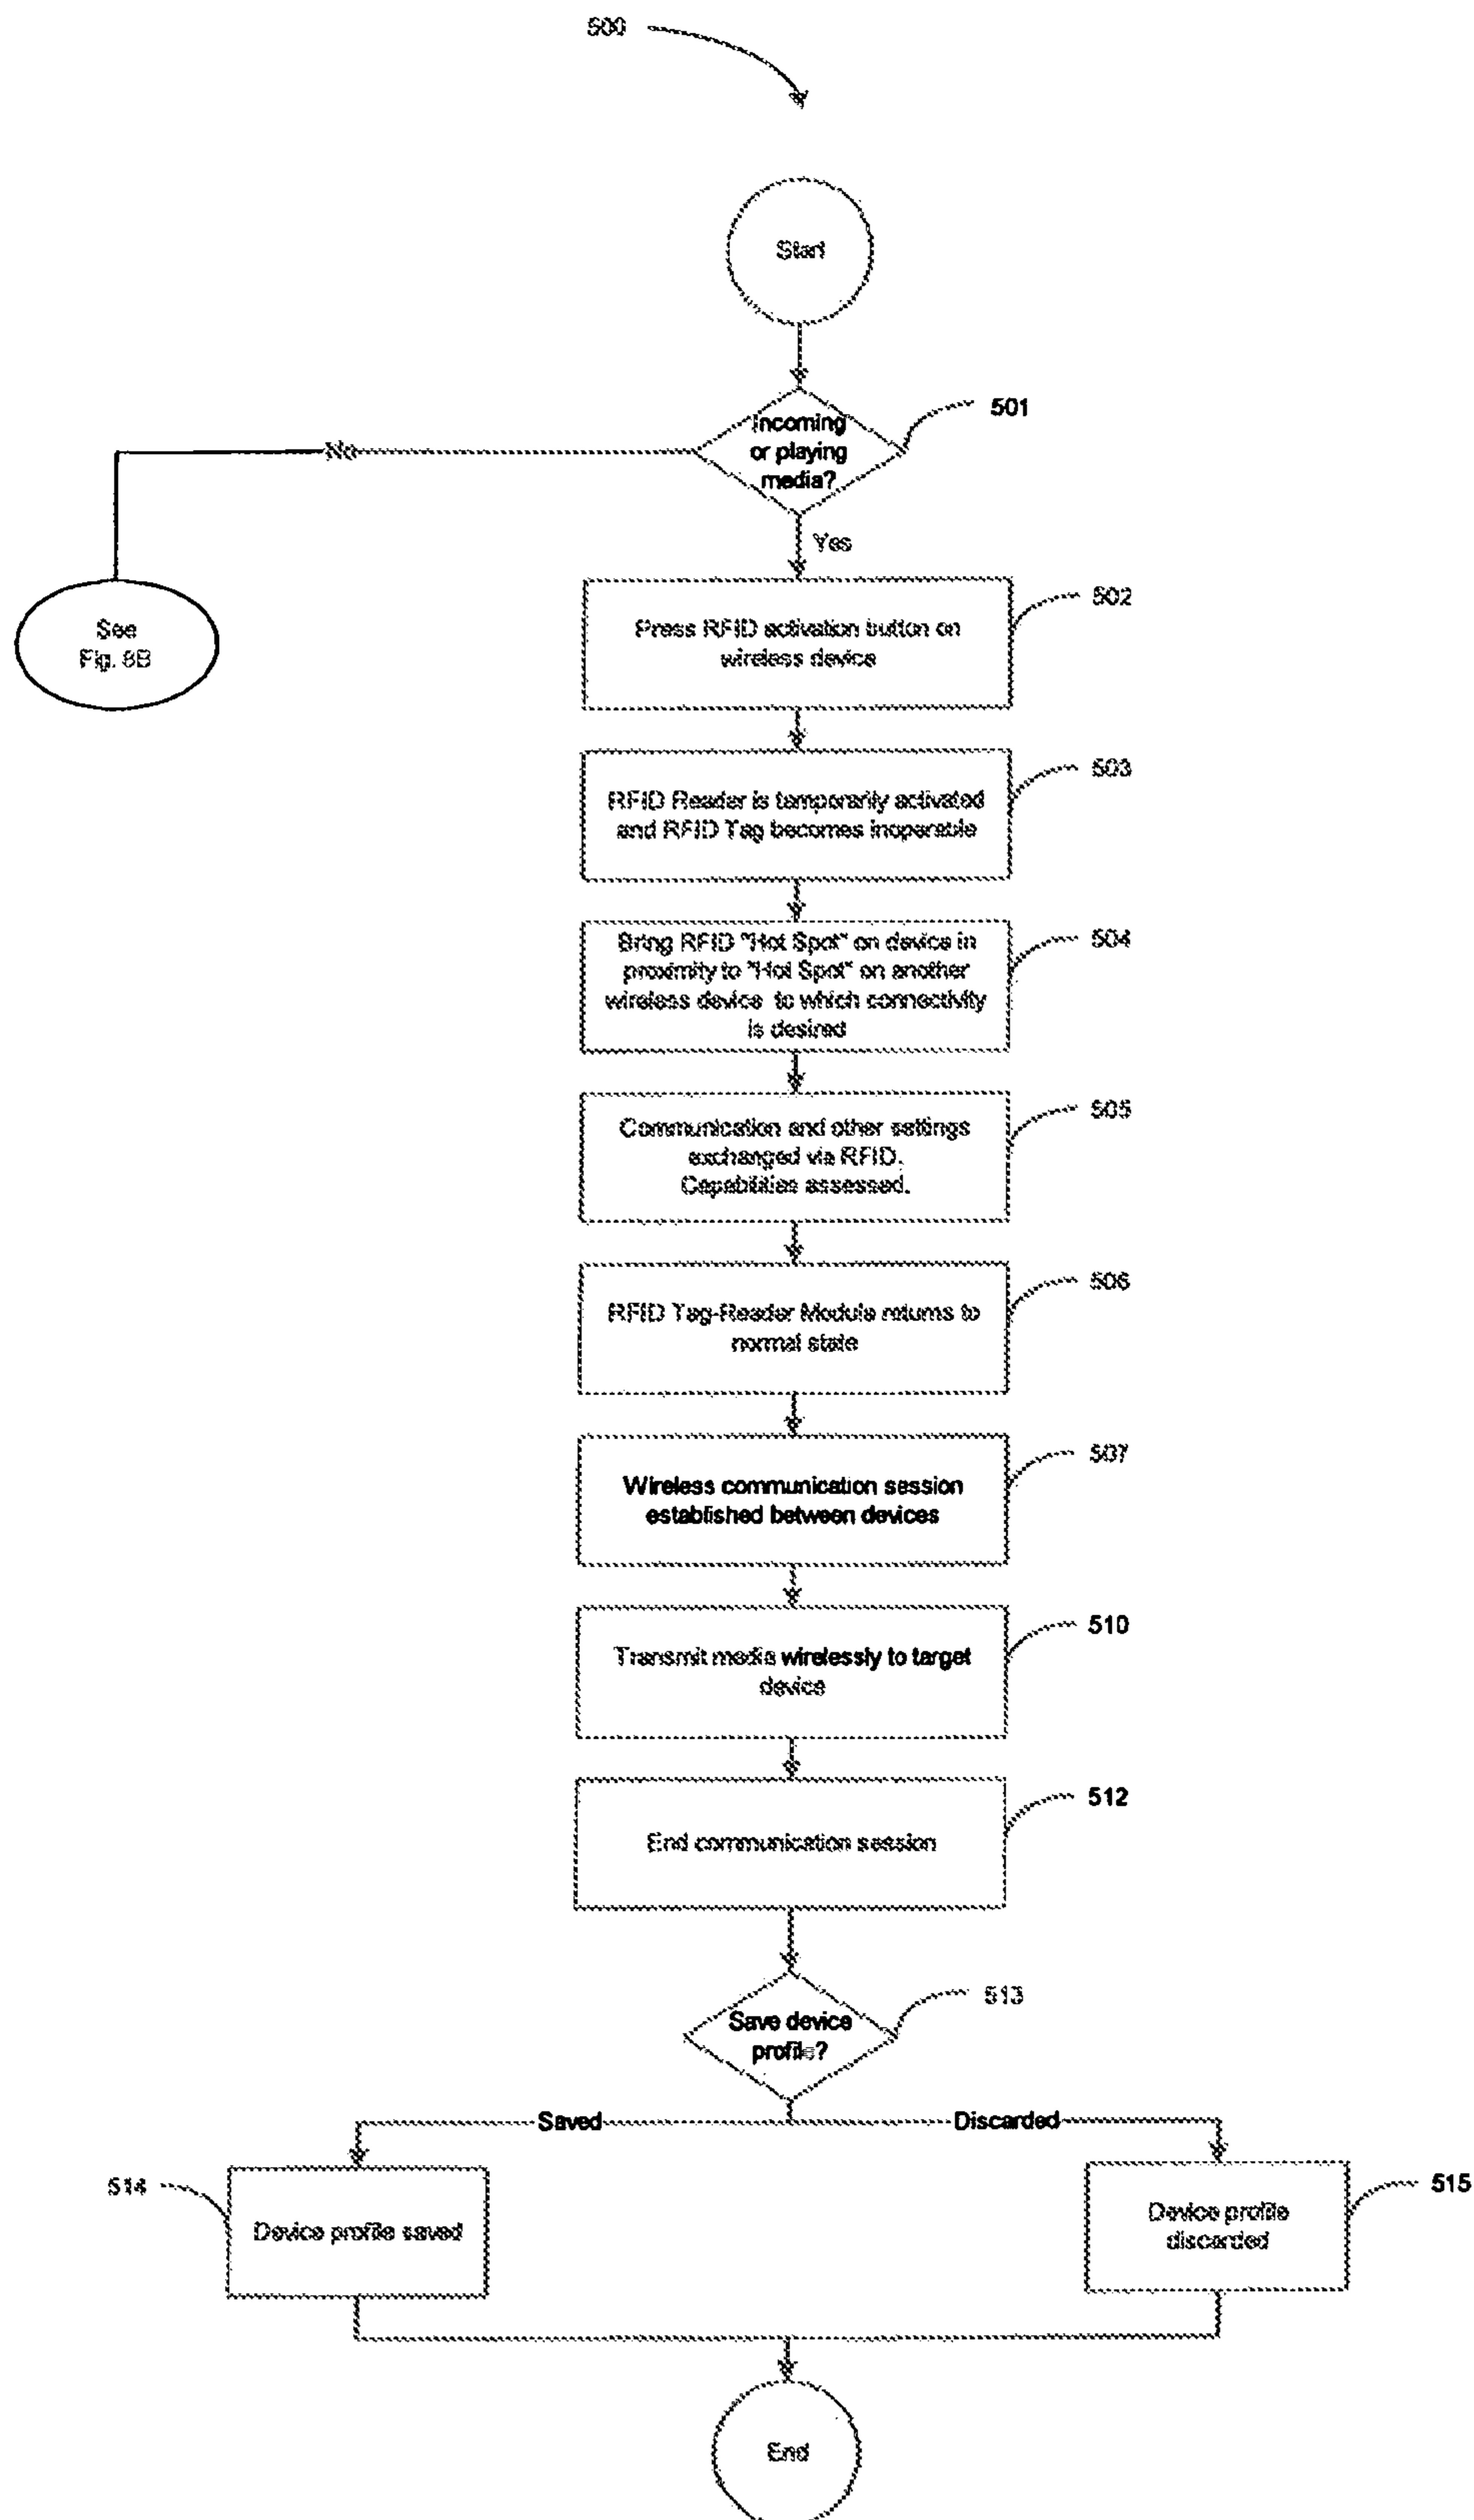 500
Start
Incoming
or playing
media?
501
No
Yes
See
Fig. 8B
Press RFID activation button on
wireless device
502
RFID Reader is temporarily activated
and RFID Tag becomes inoperable
503
Bring RFID "Hot Spot" on device in
proximity to "Hot Spot" on another
wireless device to which connectivity
is desired
504
Communication and other settings
exchanged via RFID.
Capabilities assessed.
505
RFID Tag-Reader Module returns to
normal state
506
Wireless communication session
established between devices
507
Transmit media wirelessly to target
device
510
End communication session
512
Save device
profile?
513
Saved
Discarded
514
Device profile saved
Device profile
discarded
515
End